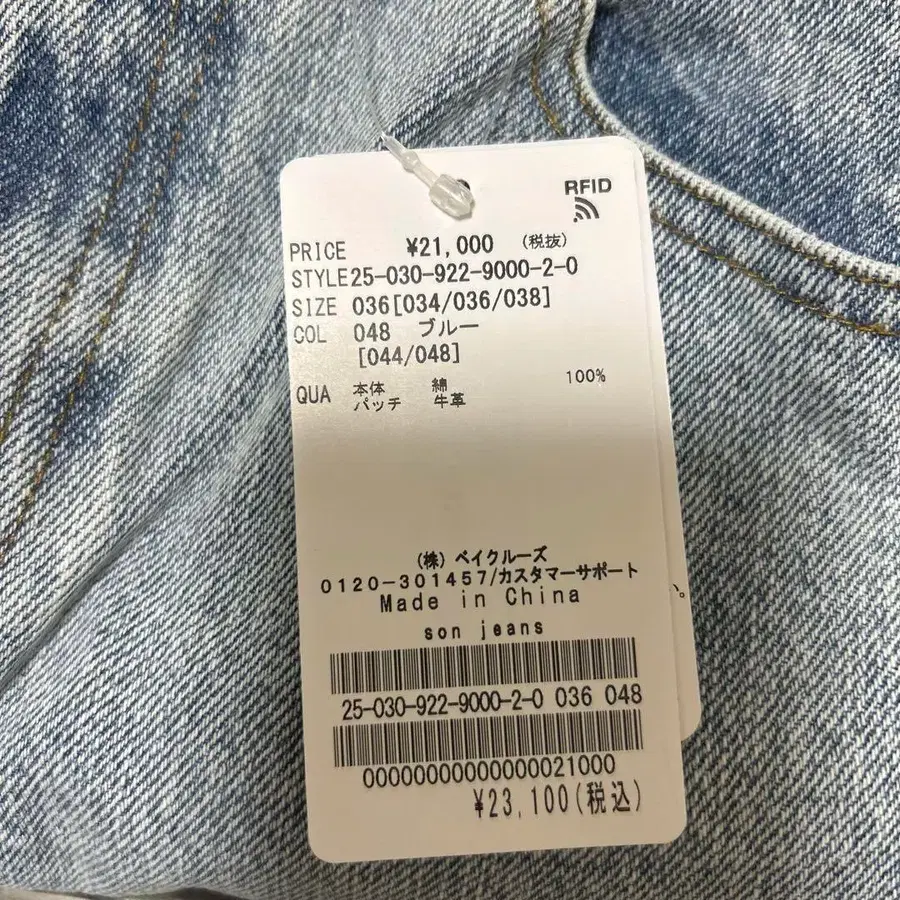 RFID
PRICE ¥21,000 (税抜)
STYLE25-030-922-9000-2-0
SIZE 036[034/036/038]
COL 048 ブルー
[044/048]
QUA 本体 綿 100%
パッチ 牛革
(株) ベイクルーズ
0120-301457/カスタマーサポート
Made in China
son jeans
25-030-922-9000-2-0 036 048
00000000000000021000
¥23,100(税込)